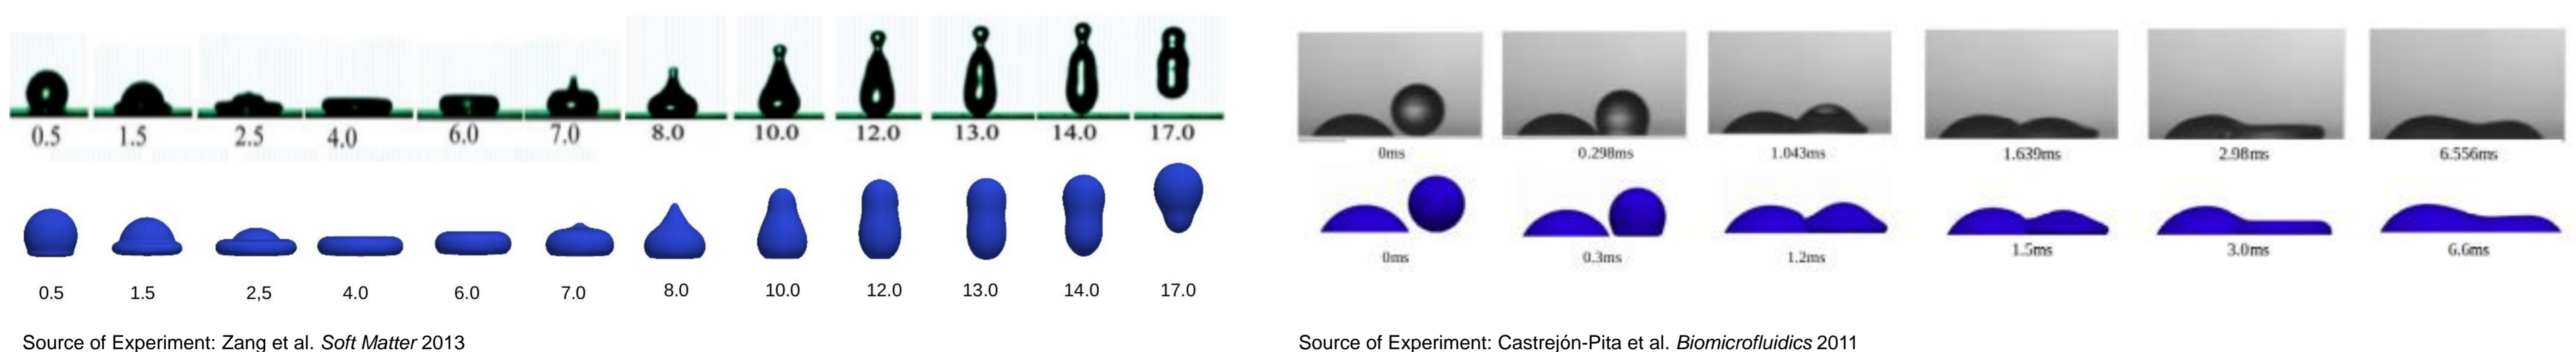 0.5 1.5 2.5 4.0 6.0 7.0 8.0 10.0 12.0 13.0 14.0 17.0
0.5 1.5 2,5 4.0 6.0 7.0 8.0 10.0 12.0 13.0 14.0 17.0
Source of Experiment: Zang et al. Soft Matter 2013
0ms 0.298ms 1.043ms 1.639ms 2.98ms 6.556ms
0ms 0.3ms 1.2ms 1.5ms 3.0ms 6.6ms
Source of Experiment: Castrejón-Pita et al. Biomicrofluidics 2011